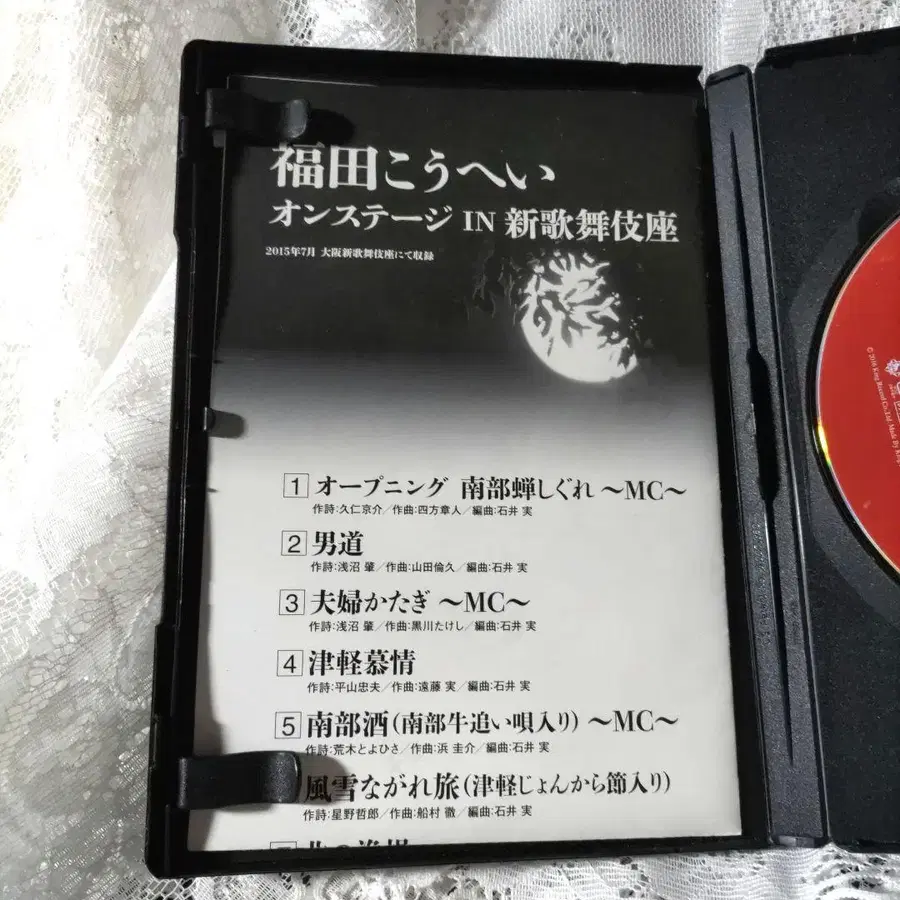 福田こうへい
オンステージ IN 新歌舞伎座
2015年7月 大阪新歌舞伎座にて収録
1 オープニング 南部蝉しぐれ ～MC～
作詩:久仁京介／作曲:四方章人／編曲:石井 実
2 男道
作詩:浅沼 肇／作曲:山田倫久／編曲:石井 実
3 夫婦かたぎ ～MC～
作詩:浅沼 肇／作曲:黒川たけし／編曲:石井 実
4 津軽慕情
作詩:平山忠夫／作曲:遠藤 実／編曲:石井 実
5 南部酒(南部牛追い唄入り) ～MC～
作詩:荒木とよひさ／作曲:浜 圭介／編曲:石井 実
風雪ながれ旅(津軽じょんから節入り)
作詩:星野哲郎／作曲:船村 徹／編曲:石井 実